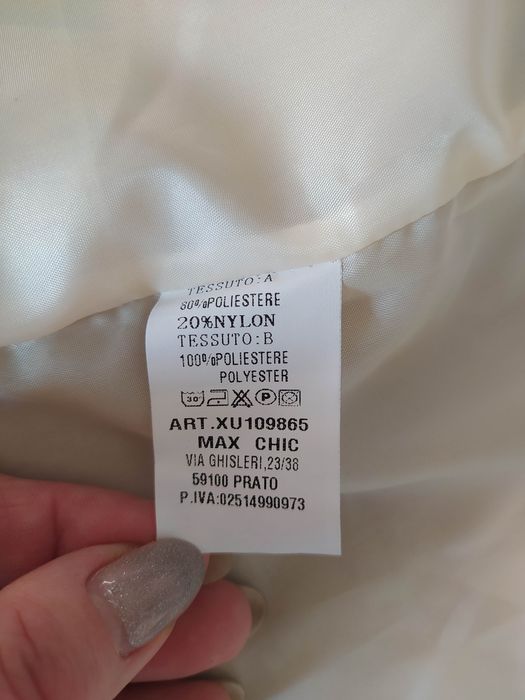 TESSUTO:A
80%POLIESTERE
20%NYLON
TESSUTO:B
100%POLIESTERE
POLYESTER
30° P
ART.XU109865
MAX CHIC
VIA GHISLERI,23/38
59100 PRATO
P.IVA:02514990973